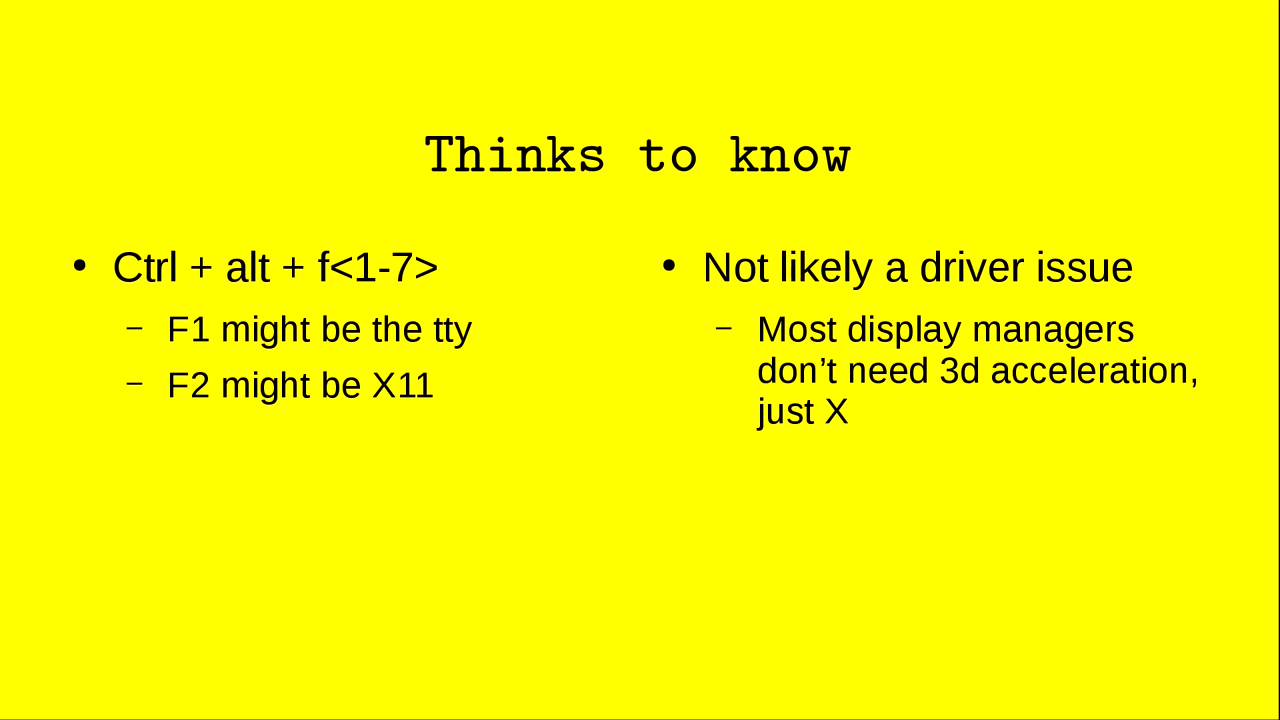 Thinks to know
• Ctrl + alt + f<1-7>
– F1 might be the tty
– F2 might be X11
• Not likely a driver issue
– Most display managers
don’t need 3d acceleration,
just X